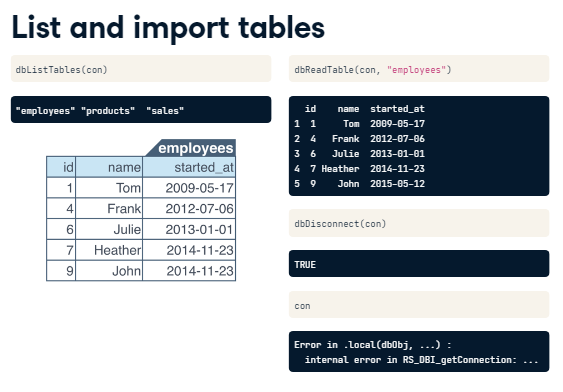 List and import tables
dbListTables(con)
"employees" "products"  "sales"
employees
id name started_at
1 Tom 2009-05-17
4 Frank 2012-07-06
6 Julie 2013-01-01
7 Heather 2014-11-23
9 John 2014-11-23
dbReadTable(con, "employees")
id name started_at
1 1 Tom 2009-05-17
2 4 Frank 2012-07-06
3 6 Julie 2013-01-01
4 7 Heather 2014-11-23
5 9 John 2015-05-12
dbDisconnect(con)
TRUE
con
Error in .local(dbObj, ...) :
internal error in RS_DBI_getConnection: ...